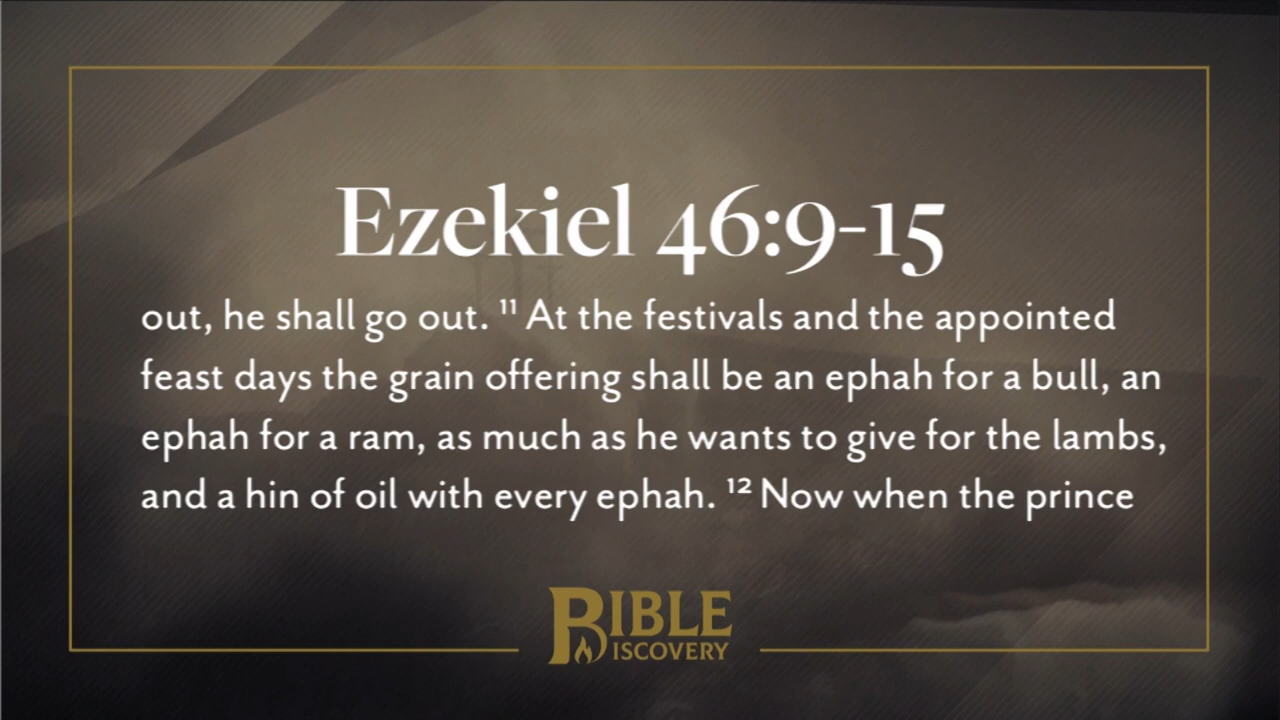 Ezekiel 46:9-15
out, he shall go out. ¹¹ At the festivals and the appointed
feast days the grain offering shall be an ephah for a bull, an
ephah for a ram, as much as he wants to give for the lambs,
and a hin of oil with every ephah. ¹² Now when the prince
BIBLE
DISCOVERY